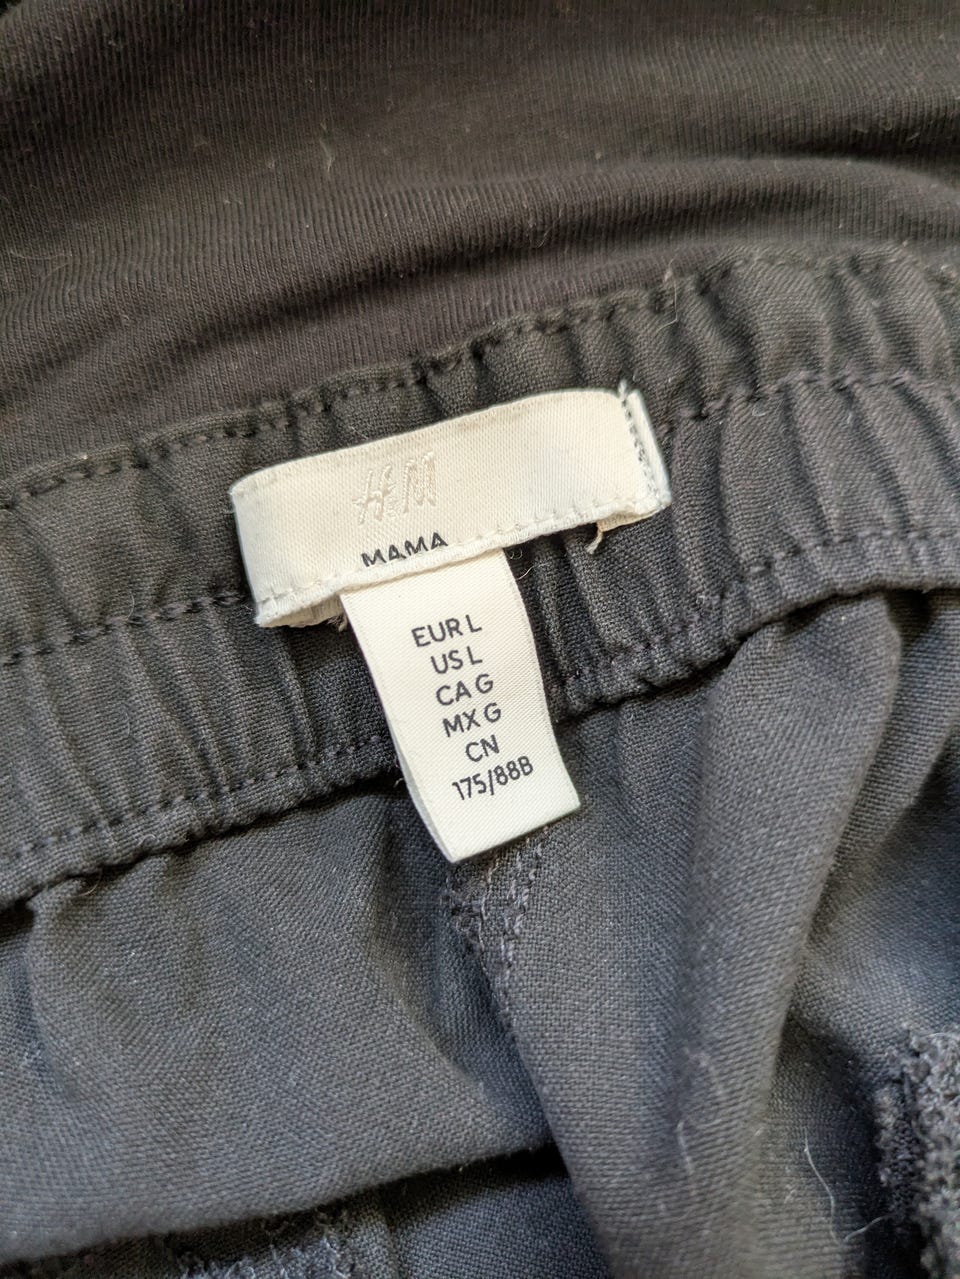 H&M
MAMA
EUR L
US L
CA G
MX G
CN
175/88B